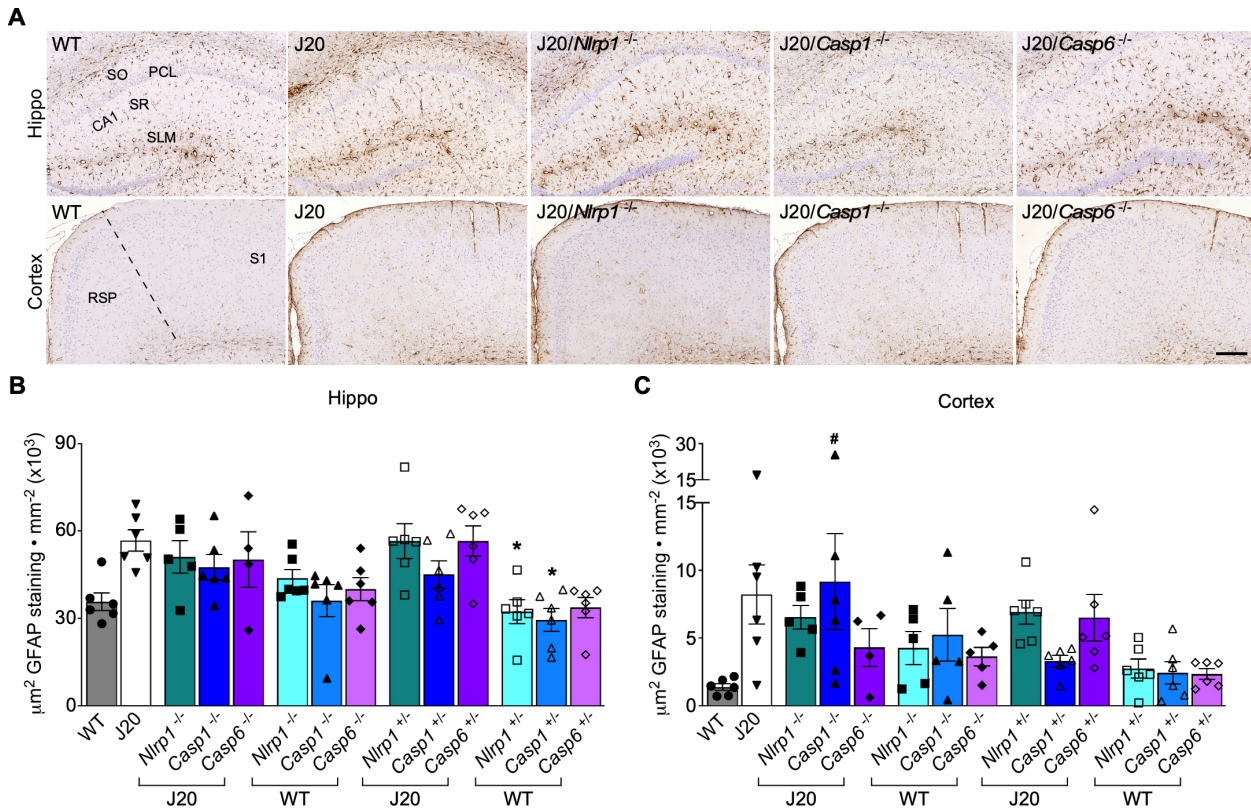 A
WT
J20
J20/Nlrp1 -/-
J20/Casp1 -/-
J20/Casp6 -/-
Hippo
SO
PCL
SR
CA1
SLM
WT
J20
J20/Nlrp1 -/-
J20/Casp1 -/-
J20/Casp6 -/-
Cortex
S1
RSP
B
Hippo
μm² GFAP staining • mm⁻² (x10³)
90
60
30
0
*
*
WT
J20
Nlrp1 -/-
Casp1 -/-
Casp6 -/-
Nlrp1 -/-
Casp1 -/-
Casp6 -/-
Nlrp1 +/-
Casp1 +/-
Casp6 +/-
Nlrp1 +/-
Casp1 +/-
Casp6 +/-
J20
WT
J20
WT
C
Cortex
μm² GFAP staining • mm⁻² (x10³)
30
15
15
10
5
0
#
WT
J20
Nlrp1 -/-
Casp1 -/-
Casp6 -/-
Nlrp1 -/-
Casp1 -/-
Casp6 -/-
Nlrp1 +/-
Casp1 +/-
Casp6 +/-
Nlrp1 +/-
Casp1 +/-
Casp6 +/-
J20
WT
J20
WT